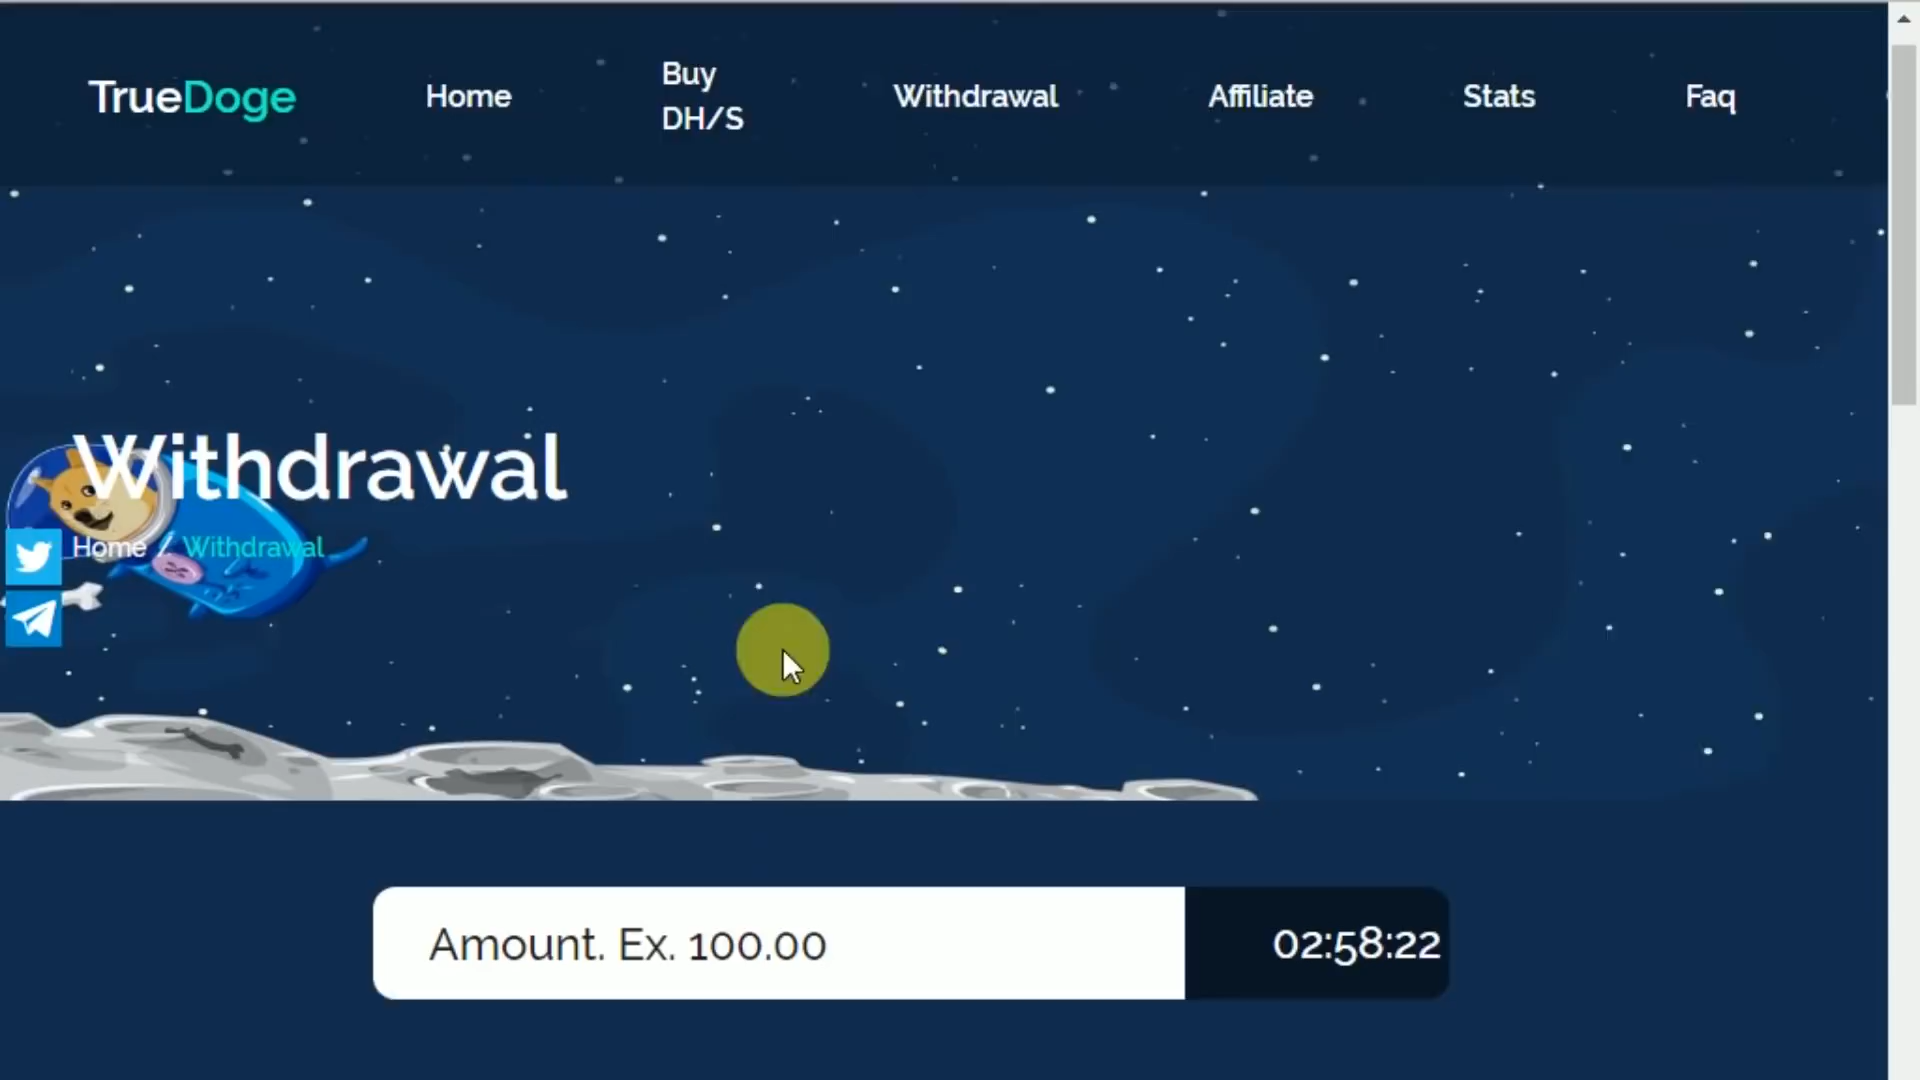 TrueDoge
Home
Buy
DH/S
Withdrawal
Affiliate
Stats
Faq
Withdrawal
Home / Withdrawal
Amount. Ex. 100.00
02:58:22